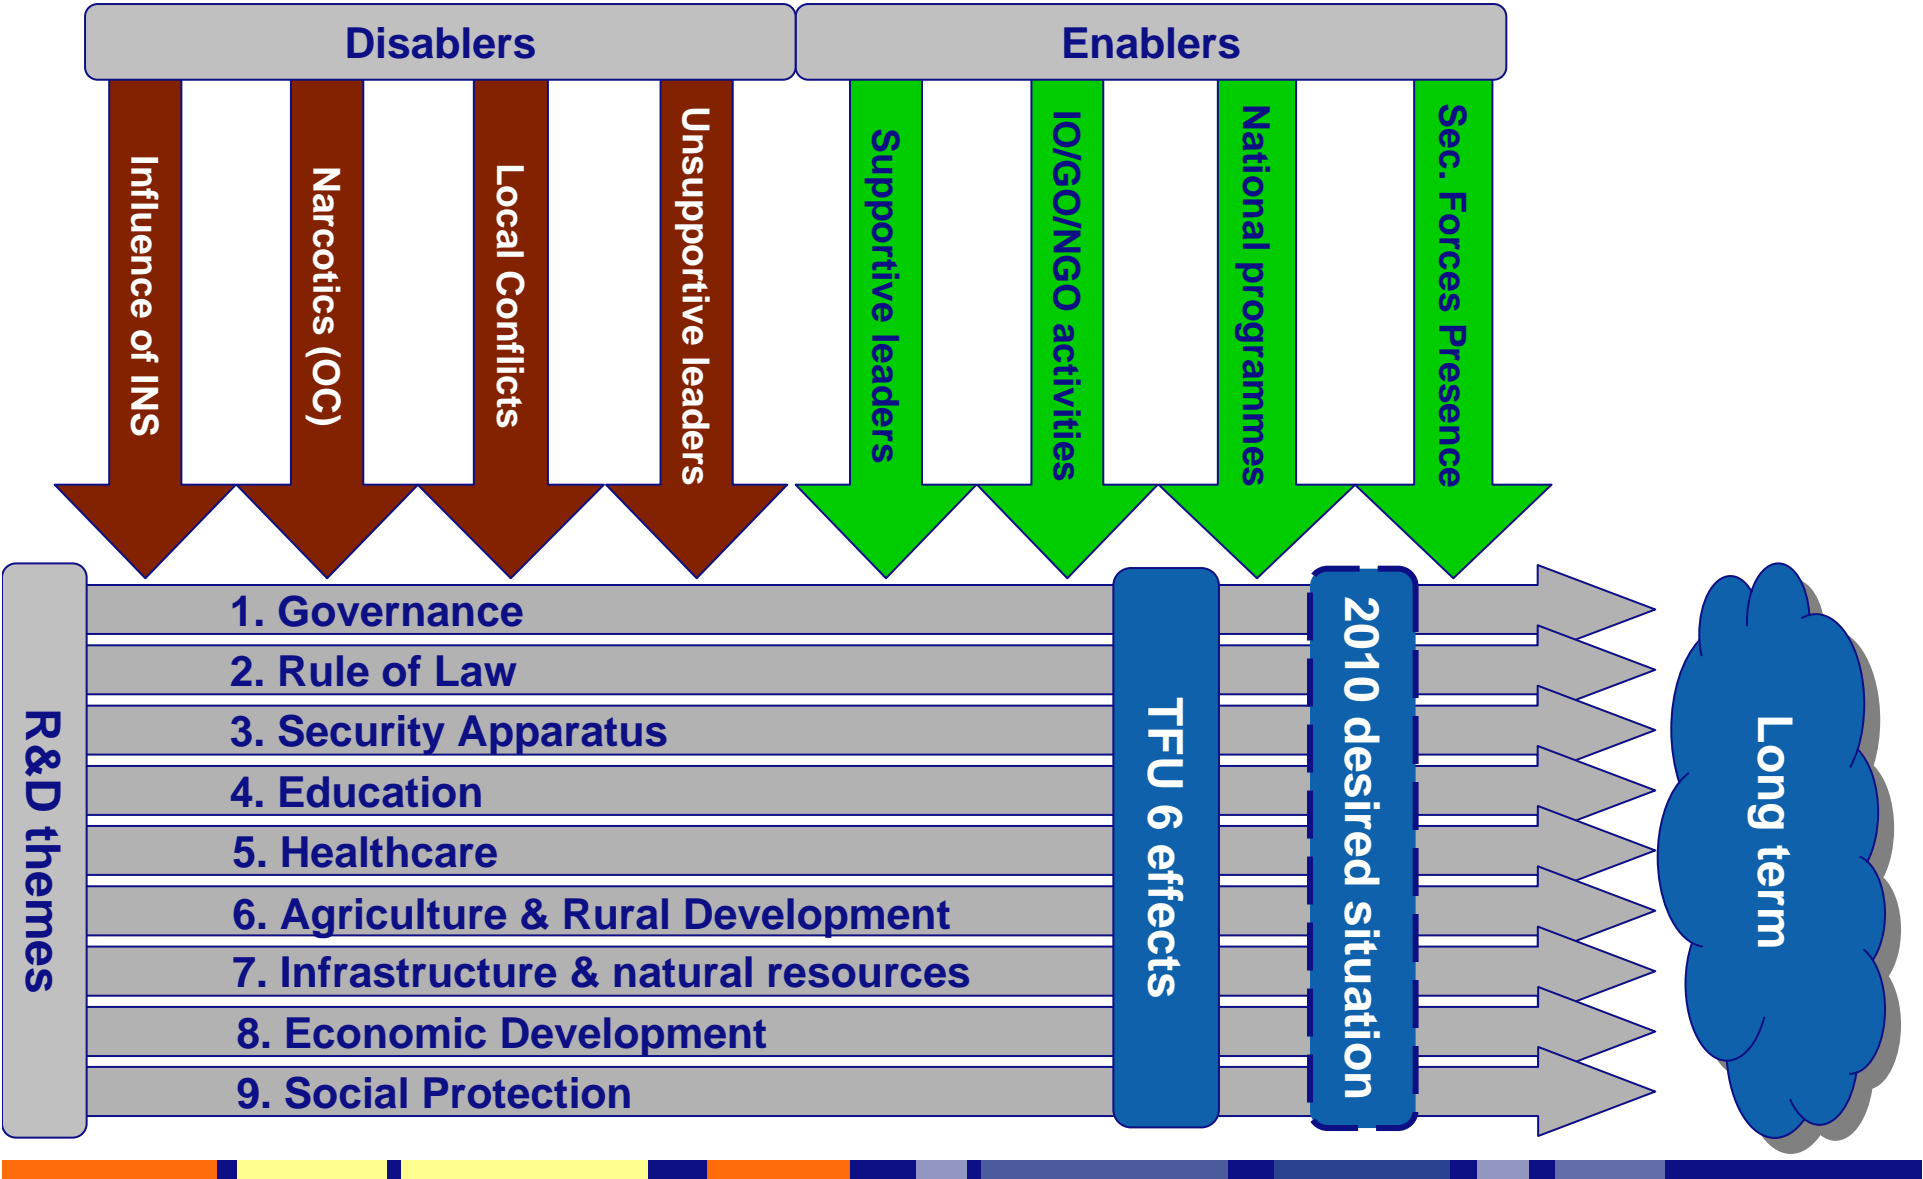 Disablers
Enablers
Influence of INS
Narcotics (OC)
Local Conflicts
Unsupportive leaders
Supportive leaders
IO/GO/NGO activities
National programmes
Sec. Forces Presence
R&D themes
1. Governance
2. Rule of Law
3. Security Apparatus
4. Education
5. Healthcare
6. Agriculture & Rural Development
7. Infrastructure & natural resources
8. Economic Development
9. Social Protection
TFU 6 effects
2010 desired situation
Long term